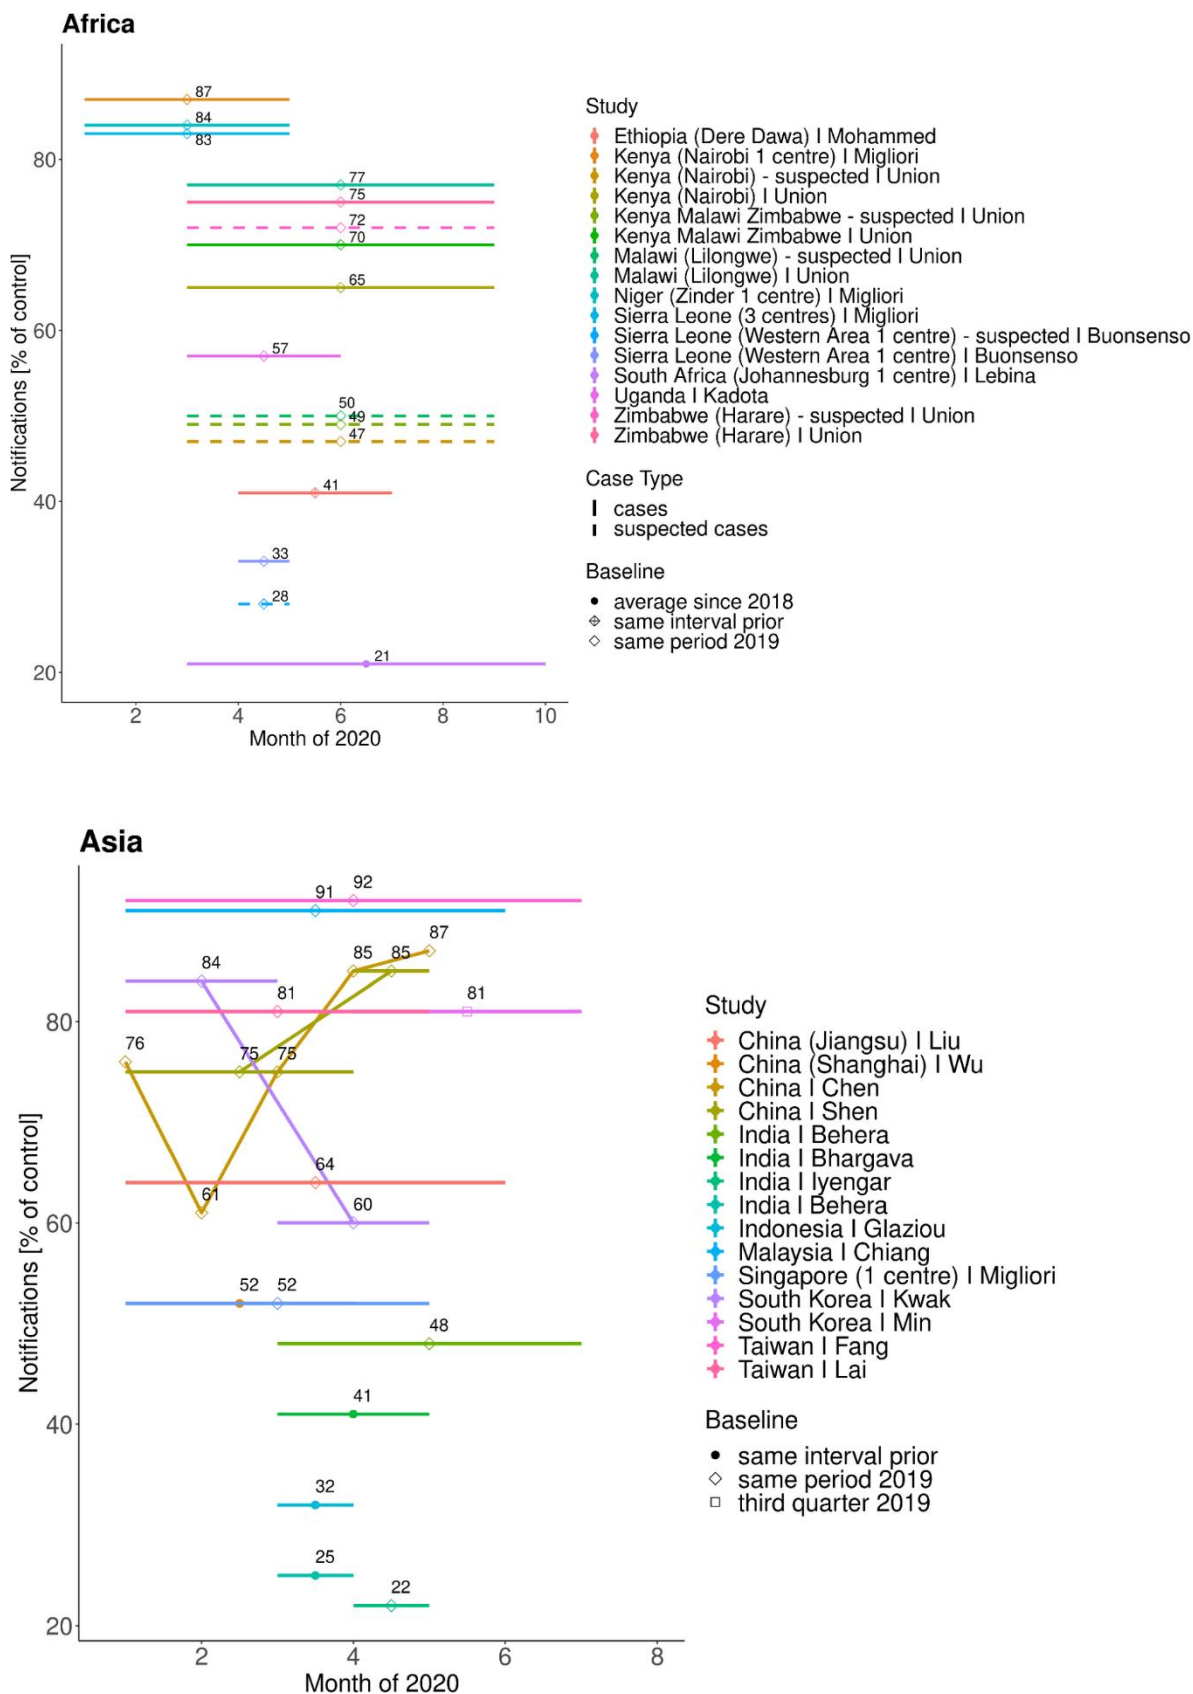 Africa
Notifications [% of control]
80
60
40
20
87
84
83
77
75
72
70
65
57
50
49
47
41
33
28
21
2 4 6 8 10
Month of 2020
Study
Ethiopia (Dere Dawa) I Mohammed
Kenya (Nairobi 1 centre) I Migliori
Kenya (Nairobi) - suspected I Union
Kenya (Nairobi) I Union
Kenya Malawi Zimbabwe - suspected I Union
Kenya Malawi Zimbabwe I Union
Malawi (Lilongwe) - suspected I Union
Malawi (Lilongwe) I Union
Niger (Zinder 1 centre) I Migliori
Sierra Leone (3 centres) I Migliori
Sierra Leone (Western Area 1 centre) - suspected I Buonsenso
Sierra Leone (Western Area 1 centre) I Buonsenso
South Africa (Johannesburg 1 centre) I Lebina
Uganda I Kadota
Zimbabwe (Harare) - suspected I Union
Zimbabwe (Harare) I Union
Case Type
cases
suspected cases
Baseline
average since 2018
same interval prior
same period 2019
Asia
Notifications [% of control]
80
60
40
20
91 92
87
85 85
84
81 81
76
75 75
64
61
60
52 52
48
41
32
25
22
2 4 6 8
Month of 2020
Study
China (Jiangsu) I Liu
China (Shanghai) I Wu
China I Chen
China I Shen
India I Behera
India I Bhargava
India I Iyengar
India I Behera
Indonesia I Glaziou
Malaysia I Chiang
Singapore (1 centre) I Migliori
South Korea I Kwak
South Korea I Min
Taiwan I Fang
Taiwan I Lai
Baseline
same interval prior
same period 2019
third quarter 2019